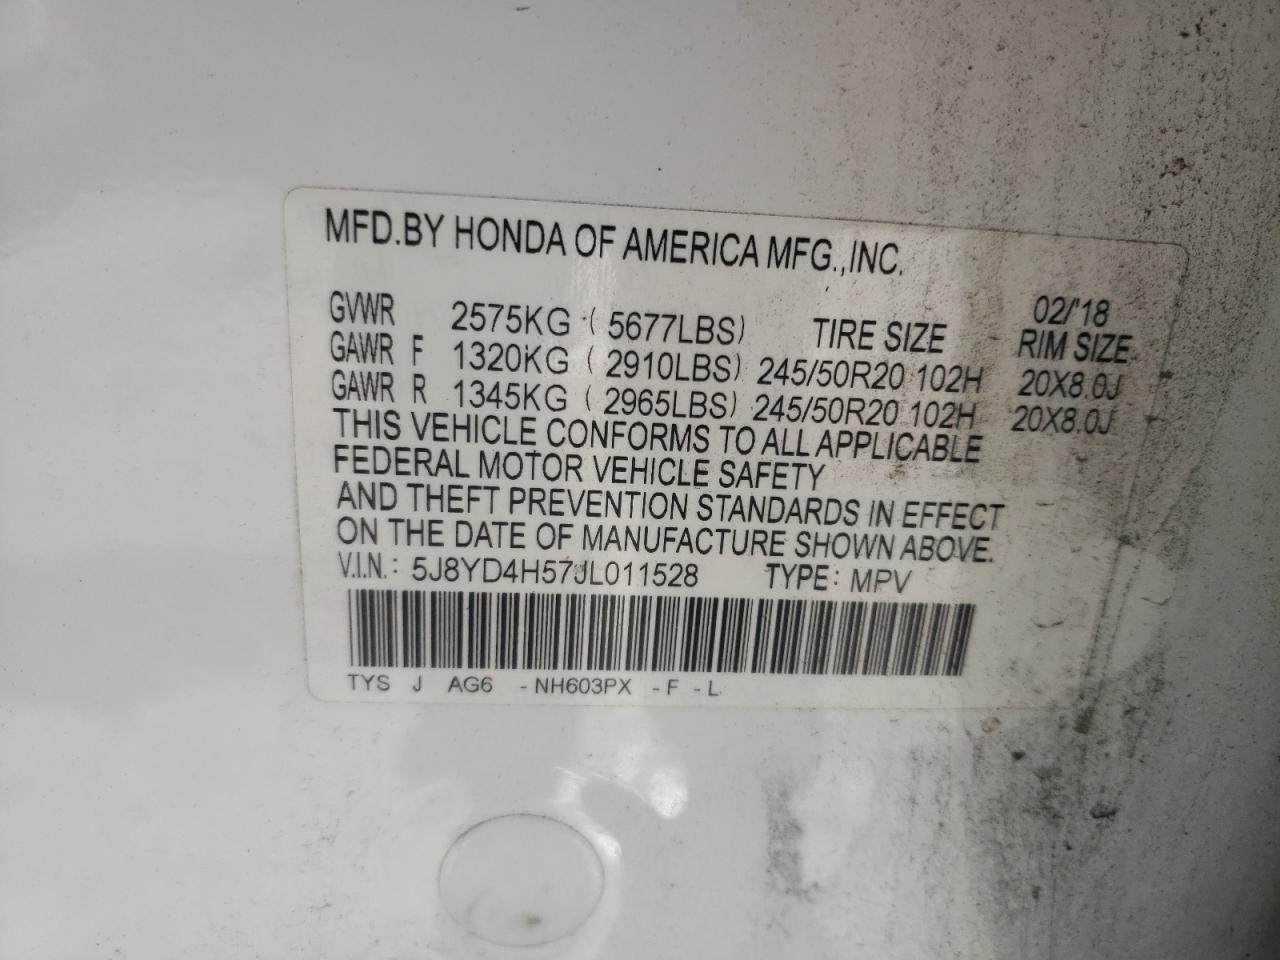 MFD.BY HONDA OF AMERICA MFG.,INC.
02/'18
GVWR 2575KG (5677LBS) TIRE SIZE RIM SIZE
GAWR F 1320KG (2910LBS) 245/50R20 102H 20X8.0J
GAWR R 1345KG (2965LBS) 245/50R20 102H 20X8.0J
THIS VEHICLE CONFORMS TO ALL APPLICABLE
FEDERAL MOTOR VEHICLE SAFETY
AND THEFT PREVENTION STANDARDS IN EFFECT
ON THE DATE OF MANUFACTURE SHOWN ABOVE.
V.I.N.: 5J8YD4H57JL011528 TYPE: MPV
TYS J AG6 -NH603PX -F -L